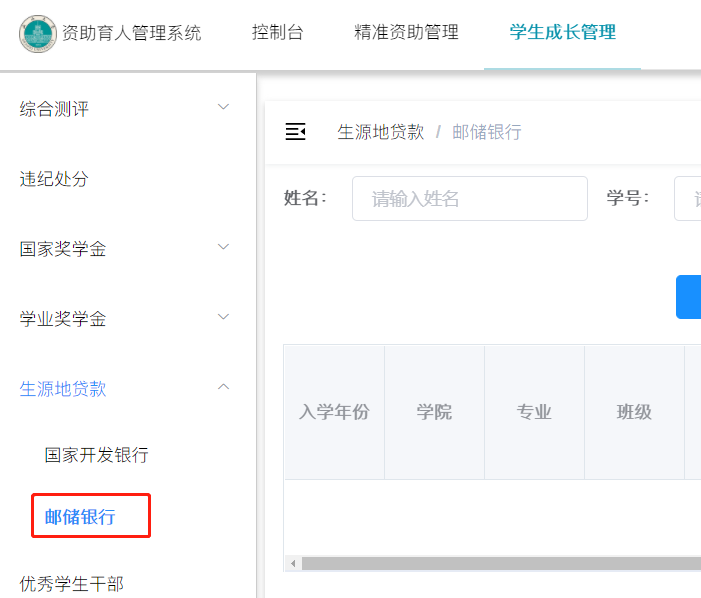 资助育人管理系统 控制台 精准资助管理 学生成长管理
综合测评
违纪处分
国家奖学金
学业奖学金
生源地贷款
国家开发银行
邮储银行
优秀学生干部
生源地贷款 / 邮储银行
姓名： 请输入姓名 学号：
入学年份 学院 专业 班级